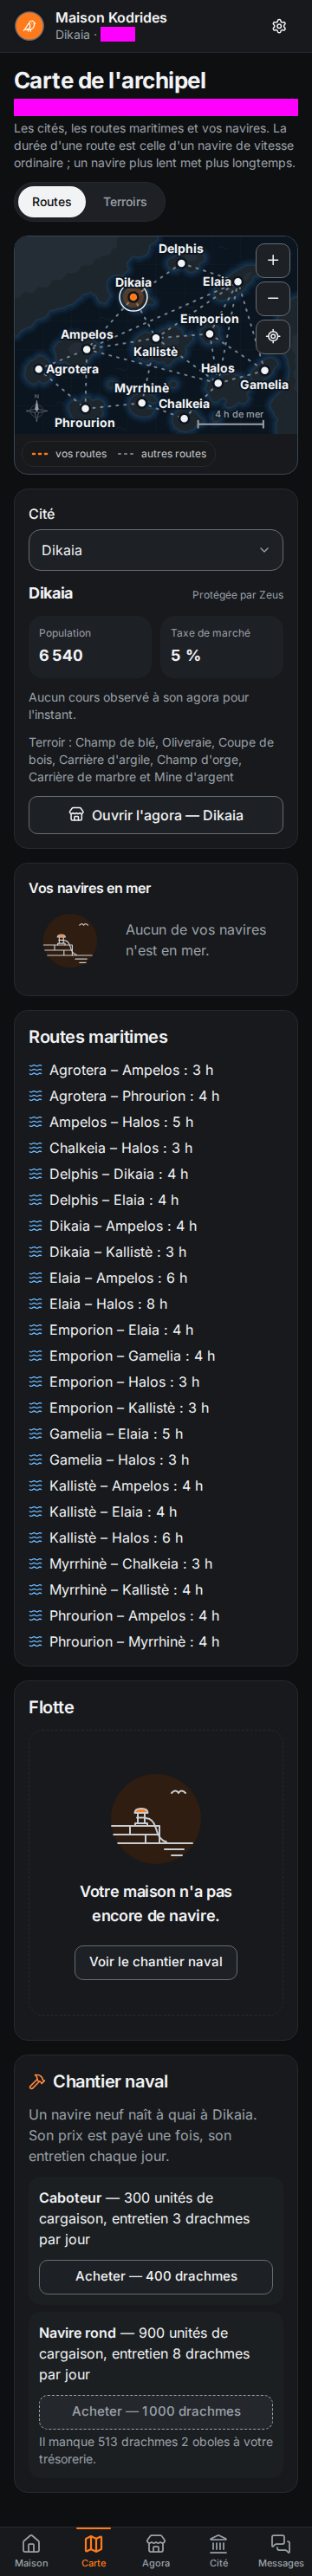 Maison Kodrides
Dikaia ·
Carte de l'archipel
Les cités, les routes maritimes et vos navires. La
durée d'une route est celle d'un navire de vitesse
ordinaire ; un navire plus lent met plus longtemps.
Routes
Terroirs
Delphis
Dikaia
Elaia
Emporion
Ampelos
Kallistè
Agrotera
Halos
Gamelia
Myrrhinè
Chalkeia
Phrourion
N
4 h de mer
vos routes
autres routes
Cité
Dikaia
Dikaia
Protégée par Zeus
Population
6 540
Taxe de marché
5 %
Aucun cours observé à son agora pour
l'instant.
Terroir : Champ de blé, Oliveraie, Coupe de
bois, Carrière d'argile, Champ d'orge,
Carrière de marbre et Mine d'argent
Ouvrir l'agora — Dikaia
Vos navires en mer
Aucun de vos navires
n'est en mer.
Routes maritimes
Agrotera – Ampelos : 3 h
Agrotera – Phrourion : 4 h
Ampelos – Halos : 5 h
Chalkeia – Halos : 3 h
Delphis – Dikaia : 4 h
Delphis – Elaia : 4 h
Dikaia – Ampelos : 4 h
Dikaia – Kallistè : 3 h
Elaia – Ampelos : 6 h
Elaia – Halos : 8 h
Emporion – Elaia : 4 h
Emporion – Gamelia : 4 h
Emporion – Halos : 3 h
Emporion – Kallistè : 3 h
Gamelia – Elaia : 5 h
Gamelia – Halos : 3 h
Kallistè – Ampelos : 4 h
Kallistè – Elaia : 4 h
Kallistè – Halos : 6 h
Myrrhinè – Chalkeia : 3 h
Myrrhinè – Kallistè : 4 h
Phrourion – Ampelos : 4 h
Phrourion – Myrrhinè : 4 h
Flotte
Votre maison n'a pas
encore de navire.
Voir le chantier naval
Chantier naval
Un navire neuf naît à quai à Dikaia.
Son prix est payé une fois, son
entretien chaque jour.
Caboteur — 300 unités de
cargaison, entretien 3 drachmes
par jour
Acheter — 400 drachmes
Navire rond — 900 unités de
cargaison, entretien 8 drachmes
par jour
Acheter — 1000 drachmes
Il manque 513 drachmes 2 oboles à votre
trésorerie.
Maison
Carte
Agora
Cité
Messages